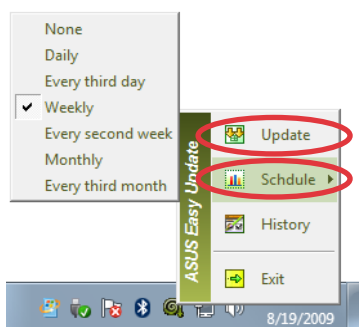 None
Daily
Every third day
Weekly
Every second week
Monthly
Every third month
ASUS Easy Undate
Update
Schdule
History
Exit
8/19/2009